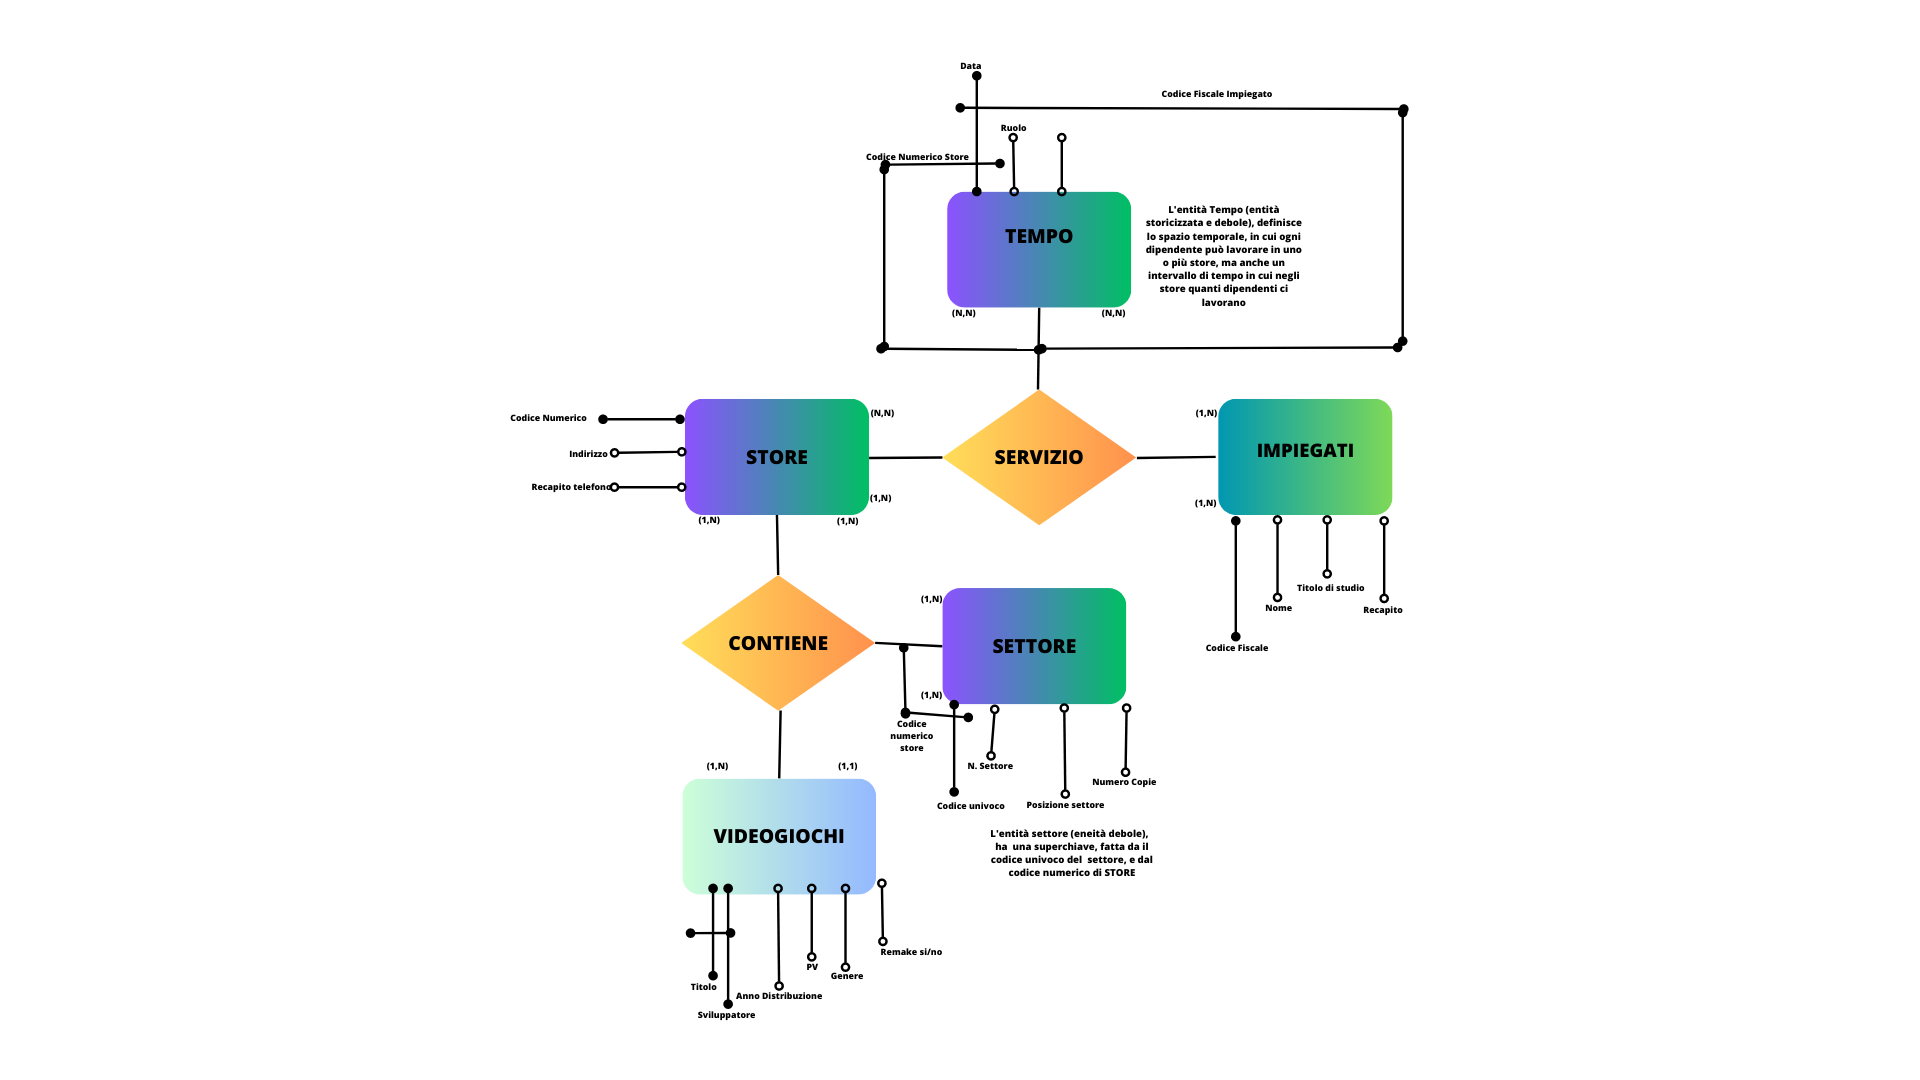 Data
Codice Fiscale Impiegato
Ruolo
Codice Numerico Store
TEMPO
L'entità Tempo (entità
storicizzata e debole), definisce
lo spazio temporale, in cui ogni
dipendente può lavorare in uno
o più store, ma anche un
intervallo di tempo in cui negli
store quanti dipendenti ci
lavorano
(N,N)
(N,N)
Codice Numerico
Indirizzo
Recapito telefono
STORE
(N,N)
(1,N)
(1,N)
(1,N)
SERVIZIO
(1,N)
(1,N)
IMPIEGATI
Codice Fiscale
Nome
Titolo di studio
Recapito
CONTIENE
(1,N)
(1,N)
SETTORE
Codice
numerico
store
N. Settore
Codice univoco
Posizione settore
Numero Copie
L'entità settore (eneità debole),
ha una superchiave, fatta da il
codice univoco del settore, e dal
codice numerico di STORE
(1,N)
(1,1)
VIDEOGIOCHI
Titolo
Sviluppatore
Anno Distribuzione
PV
Genere
Remake si/no